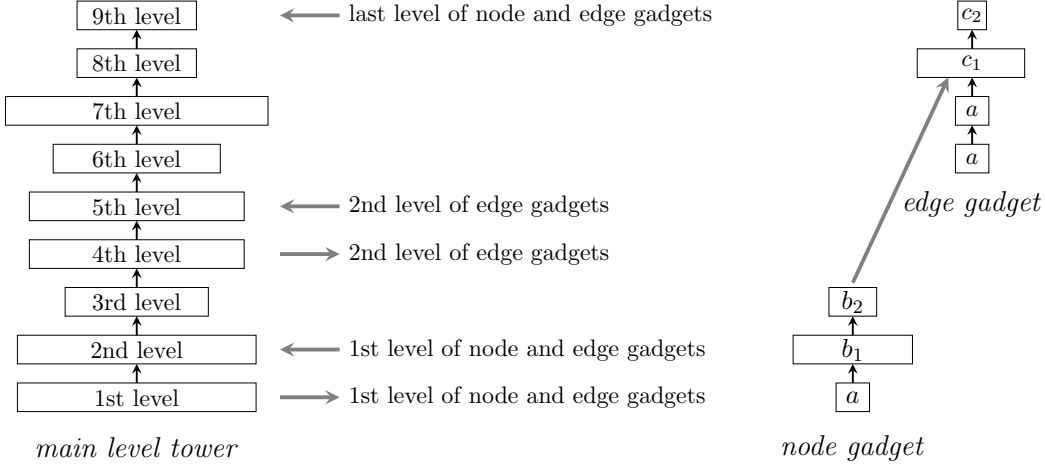 9th level
last level of node and edge gadgets
c₂
8th level
c₁
7th level
a
6th level
a
5th level
2nd level of edge gadgets
edge gadget
4th level
2nd level of edge gadgets
3rd level
b₂
2nd level
1st level of node and edge gadgets
b₁
1st level
1st level of node and edge gadgets
a
main level tower
node gadget